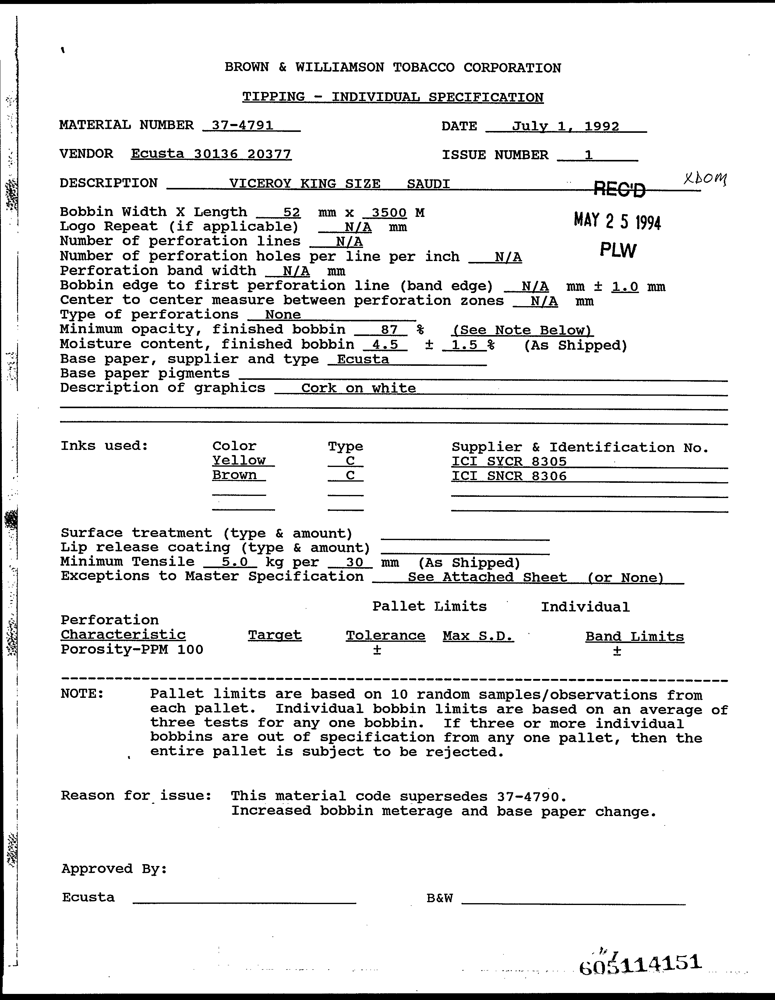 BROWN & WILLIAMSON TOBACCO CORPORATION
TIPPING - INDIVIDUAL SPECIFICATION
MATERIAL NUMBER 37-4791 DATE July 1, 1992
VENDOR Ecusta 30136 20377 ISSUE NUMBER 1
DESCRIPTION VICEROY KING SIZE SAUDI REC'D XDOM
Bobbin Width X Length 52 mm x 3500 M
MAY 25 1994
Logo Repeat (if applicable) N/A mm
Number of perforation lines N/A
PLW
Number of perforation holes per line per inch N/A
Perforation band width N/A mm
Bobbin edge to first perforation line (band edge) N/A mm ± 1.0 mm
Center to center measure between perforation zones N/A mm
Type of perforations None
Minimum opacity, finished bobbin 87 % (See Note Below)
Moisture content, finished bobbin 4.5 ± 1.5 % (As Shipped)
Base paper, supplier and type Ecusta
Base paper pigments
Description of graphics Cork on white
Inks used: Color Type Supplier & Identification No.
Yellow C ICI SYCR 8305
Brown C ICI SNCR 8306
Surface treatment (type & amount)
Lip release coating (type & amount)
Minimum Tensile 5.0 kg per 30 mm (As Shipped)
Exceptions to Master Specification See Attached Sheet (or None)
Pallet Limits Individual
Perforation
Characteristic Target Tolerance Max S.D. Band Limits
Porosity-PPM 100 ± ±
NOTE: Pallet limits are based on 10 random samples/observations from
each pallet. Individual bobbin limits are based on an average of
three tests for any one bobbin. If three or more individual
bobbins are out of specification from any one pallet, then the
entire pallet is subject to be rejected.
Reason for issue: This material code supersedes 37-4790.
Increased bobbin meterage and base paper change.
Approved By:
Ecusta B&W
605114151